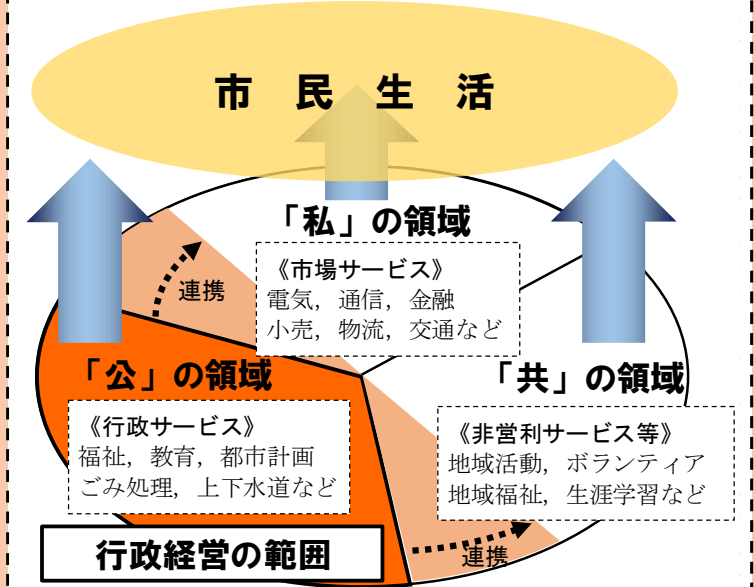 市 民 生 活
「私」の領域
《市場サービス》
電気，通信，金融
小売，物流，交通など
連携
「公」の領域
《行政サービス》
福祉，教育，都市計画
ごみ処理，上下水道など
「共」の領域
《非営利サービス等》
地域活動，ボランティア
地域福祉，生涯学習など
行政経営の範囲
連携